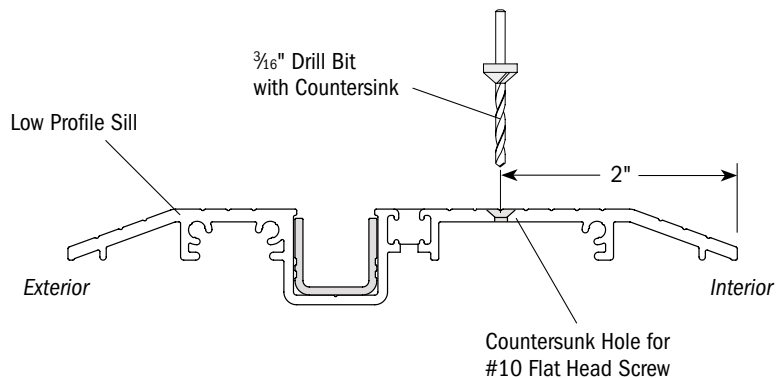 ³⁄₁₆" Drill Bit
with Countersink
Low Profile Sill
2"
Exterior
Interior
Countersunk Hole for
#10 Flat Head Screw